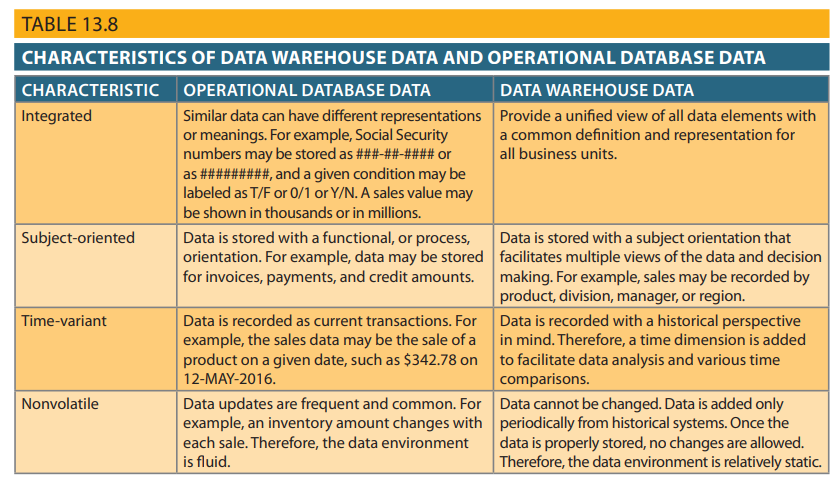 TABLE 13.8
CHARACTERISTICS OF DATA WAREHOUSE DATA AND OPERATIONAL DATABASE DATA
CHARACTERISTIC
OPERATIONAL DATABASE DATA
DATA WAREHOUSE DATA
Integrated
Similar data can have different representations
or meanings. For example, Social Security
numbers may be stored as ###-##-#### or
as #########, and a given condition may be
labeled as T/F or 0/1 or Y/N. A sales value may
be shown in thousands or in millions.
Provide a unified view of all data elements with
a common definition and representation for
all business units.
Subject-oriented
Data is stored with a functional, or process,
orientation. For example, data may be stored
for invoices, payments, and credit amounts.
Data is stored with a subject orientation that
facilitates multiple views of the data and decision
making. For example, sales may be recorded by
product, division, manager, or region.
Time-variant
Data is recorded as current transactions. For
example, the sales data may be the sale of a
product on a given date, such as $342.78 on
12-MAY-2016.
Data is recorded with a historical perspective
in mind. Therefore, a time dimension is added
to facilitate data analysis and various time
comparisons.
Nonvolatile
Data updates are frequent and common. For
example, an inventory amount changes with
each sale. Therefore, the data environment
is fluid.
Data cannot be changed. Data is added only
periodically from historical systems. Once the
data is properly stored, no changes are allowed.
Therefore, the data environment is relatively static.